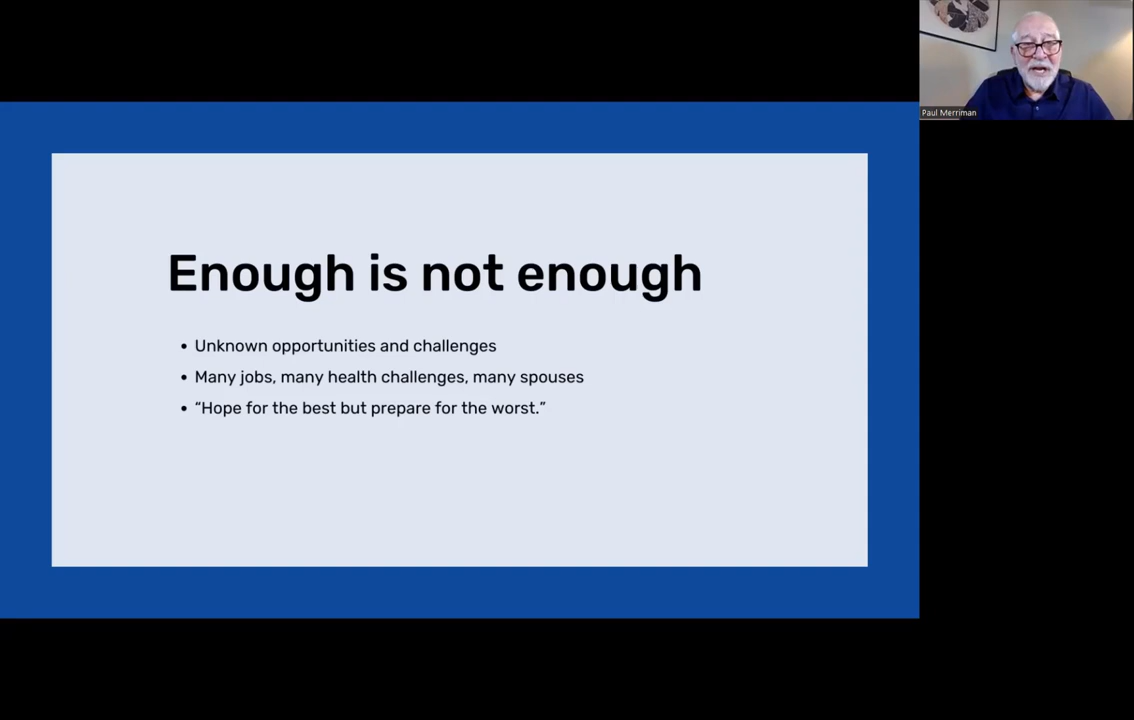 Paul Merriman
Enough is not enough
• Unknown opportunities and challenges
• Many jobs, many health challenges, many spouses
• “Hope for the best but prepare for the worst.”